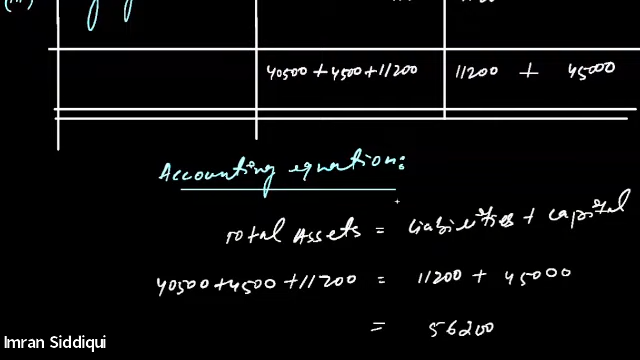 (iii)
40500 + 4500 + 11200 11200 + 45000
Accounting equation:
Total Assets = Liabilities + capital
40500+4500+11200 = 11200 + 45000
= 56200
Imran Siddiqui